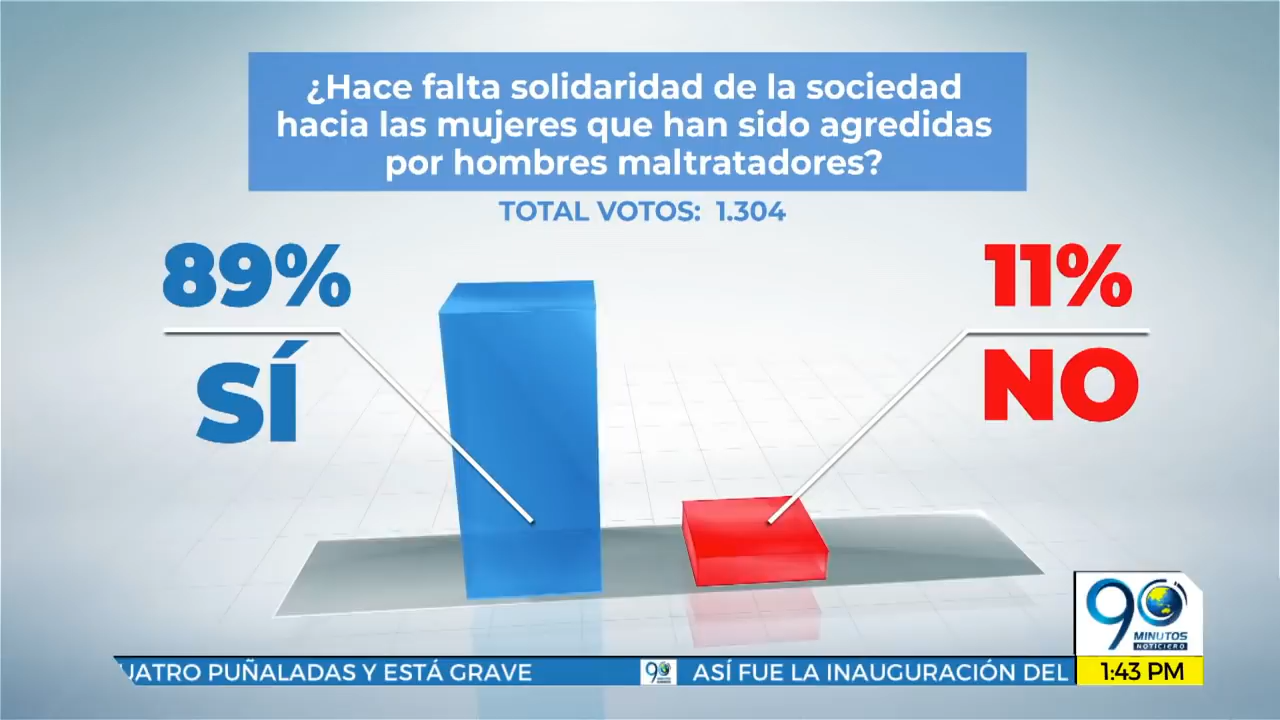 ¿Hace falta solidaridad de la sociedad
hacia las mujeres que han sido agredidas
por hombres maltratadores?
TOTAL VOTOS: 1.304
89%
SÍ
11%
NO
90
MINUTOS
NOTICIERO
UATRO PUÑALADAS Y ESTÁ GRAVE
90
ASÍ FUE LA INAUGURACIÓN DEL
1:43 PM